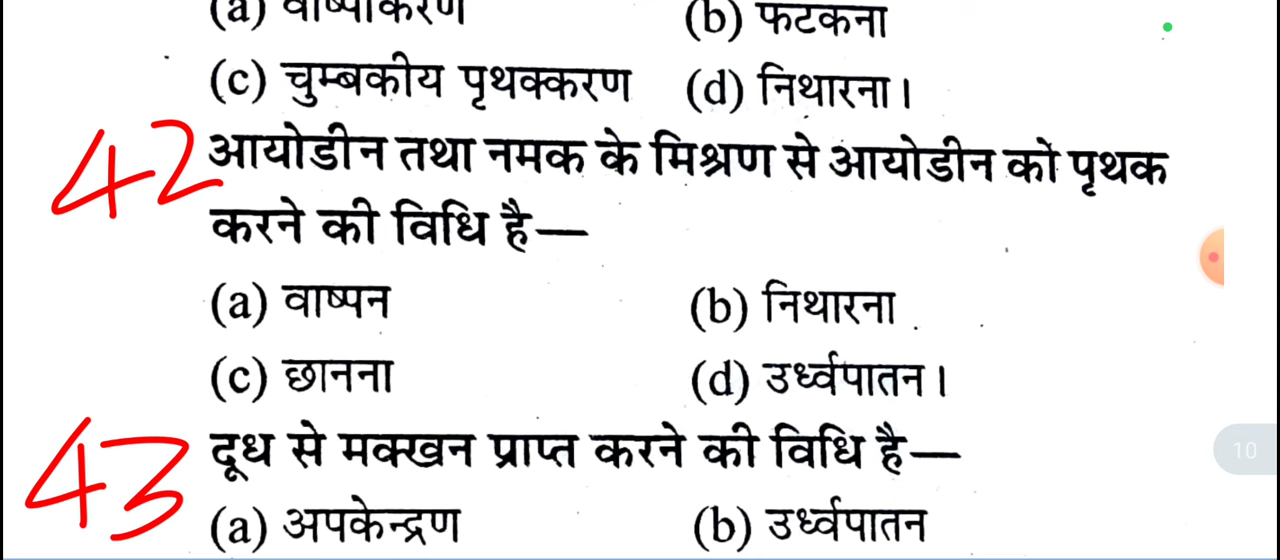 (a) वाष्पीकरण (b) फटकना
(c) चुम्बकीय पृथक्करण (d) निथारना।
42 आयोडीन तथा नमक के मिश्रण से आयोडीन को पृथक
करने की विधि है—
(a) वाष्पन (b) निथारना
(c) छानना (d) उर्ध्वपातन।
43 दूध से मक्खन प्राप्त करने की विधि है—
(a) अपकेन्द्रण (b) उर्ध्वपातन
10